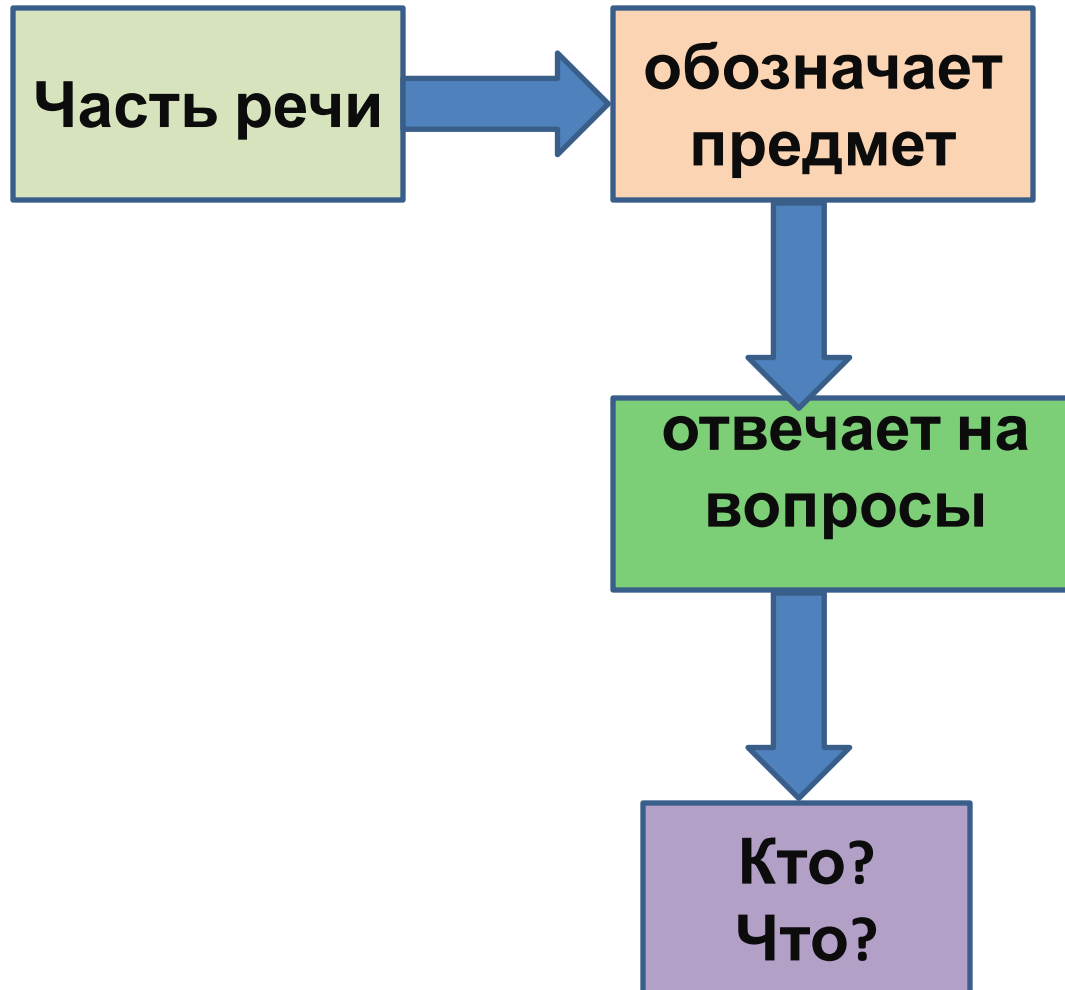 Часть речи
обозначает
предмет
отвечает на
вопросы
Кто?
Что?